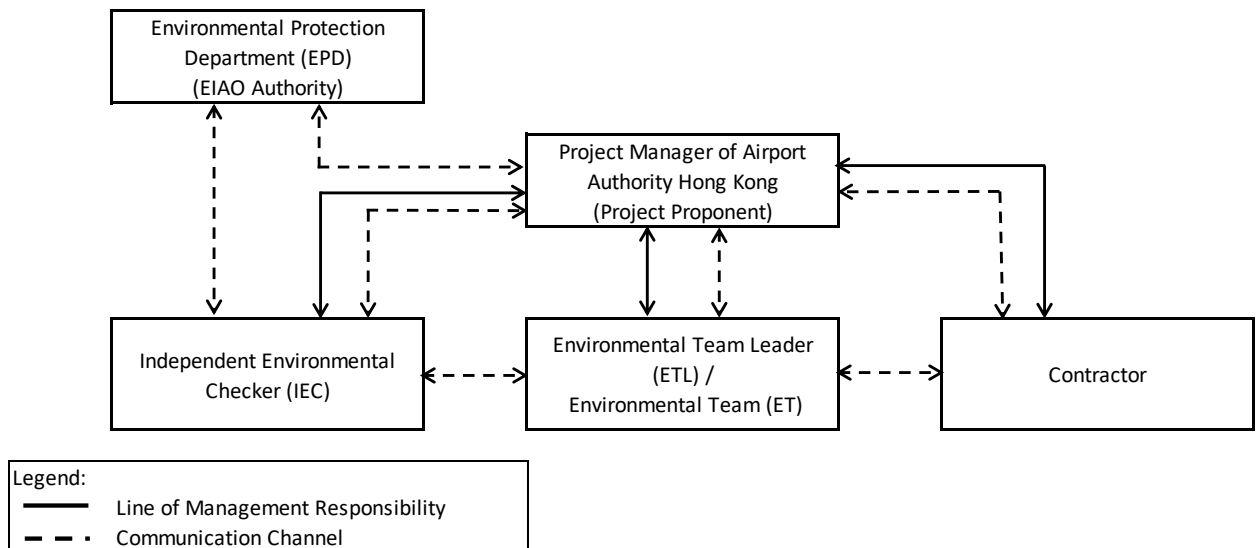 Environmental Protection
Department (EPD)
(EIAO Authority)
Project Manager of Airport
Authority Hong Kong
(Project Proponent)
Independent Environmental
Checker (IEC)
Environmental Team Leader
(ETL) /
Environmental Team (ET)
Contractor
Legend:
Line of Management Responsibility
Communication Channel